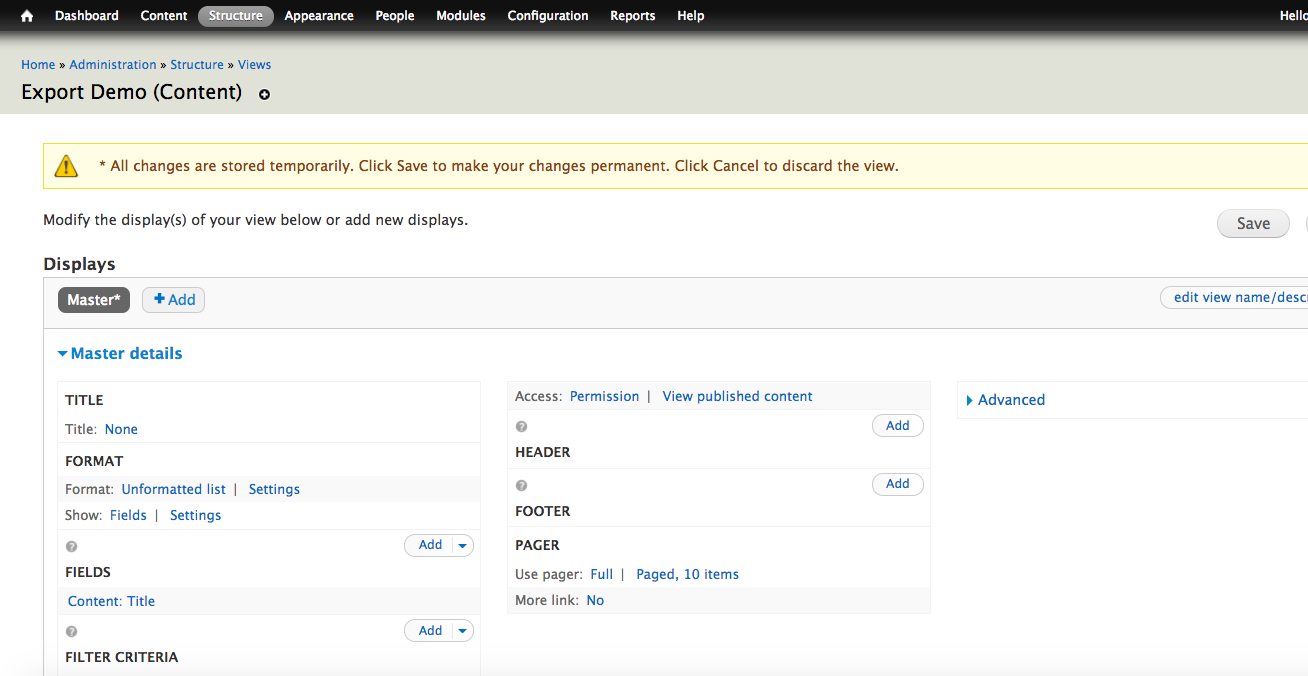 Dashboard Content Structure Appearance People Modules Configuration Reports Help Hello
Home » Administration » Structure » Views
Export Demo (Content)
* All changes are stored temporarily. Click Save to make your changes permanent. Click Cancel to discard the view.
Modify the display(s) of your view below or add new displays.
Save
Displays
Master* Add
edit view name/descr
Master details
TITLE
Title: None
FORMAT
Format: Unformatted list | Settings
Show: Fields | Settings
Add
FIELDS
Content: Title
Add
FILTER CRITERIA
Access: Permission | View published content
Add
HEADER
Add
FOOTER
PAGER
Use pager: Full | Paged, 10 items
More link: No
Advanced